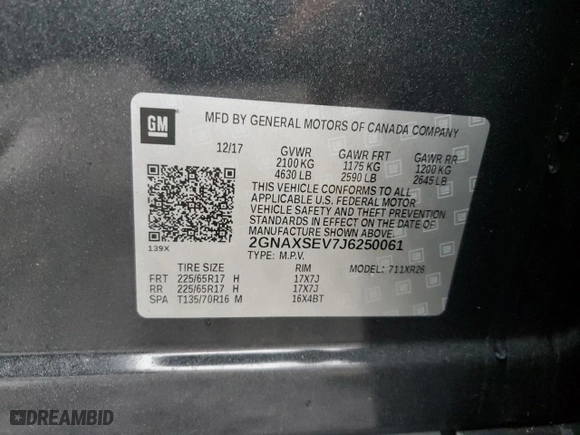 GM
MFD BY GENERAL MOTORS OF CANADA COMPANY
12/17 GVWR GAWR FRT GAWR RR
2100 KG 1175 KG 1200 KG
4630 LB 2590 LB 2645 LB
THIS VEHICLE CONFORMS TO ALL
APPLICABLE U.S. FEDERAL MOTOR
VEHICLE SAFETY AND THEFT PREVENTION
STANDARDS IN EFFECT ON THE DATE OF
MANUFACTURE SHOWN ABOVE.
139X 2GNAXSEV7J6250061
TYPE: M.P.V.
TIRE SIZE RIM MODEL: 711XR26
FRT 225/65R17 H 17X7J
RR 225/65R17 H 17X7J
SPA T135/70R16 M 16X4BT
DREAMBID